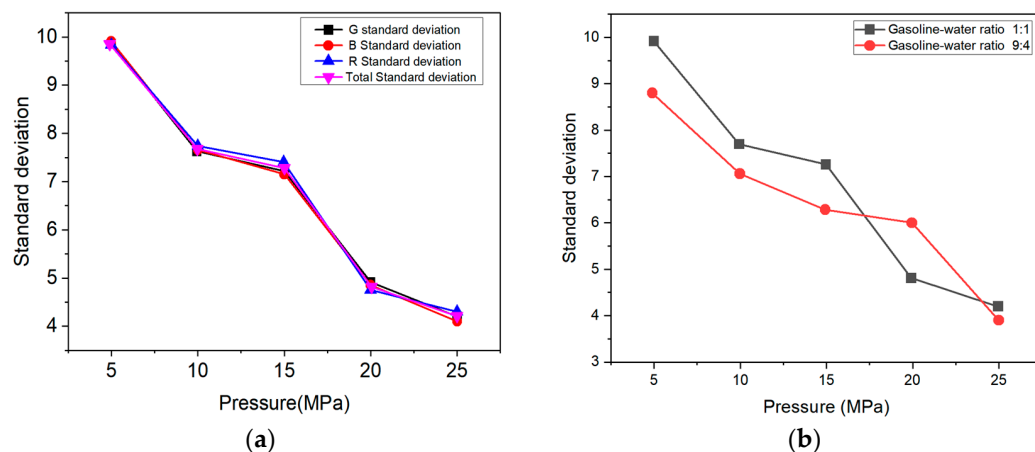 G standard deviation
B Standard deviation
R Standard deviation
Total Standard deviation
10
9
8
7
6
5
4
Standard deviation
5 10 15 20 25
Pressure(MPa)
(a)
Gasoline-water ratio 1:1
Gasoline-water ratio 9:4
10
9
8
7
6
5
4
3
Standard deviation
5 10 15 20 25
Pressure (MPa)
(b)